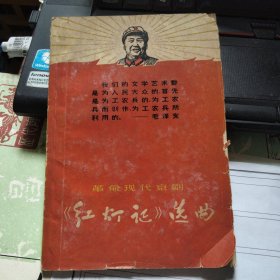 我们的文学艺术都
是为人民大众的首先
是为工农兵的为工农
兵而创作为工农兵所
利用的。 毛泽东
革命现代京剧
《红灯记》选曲
lenovo